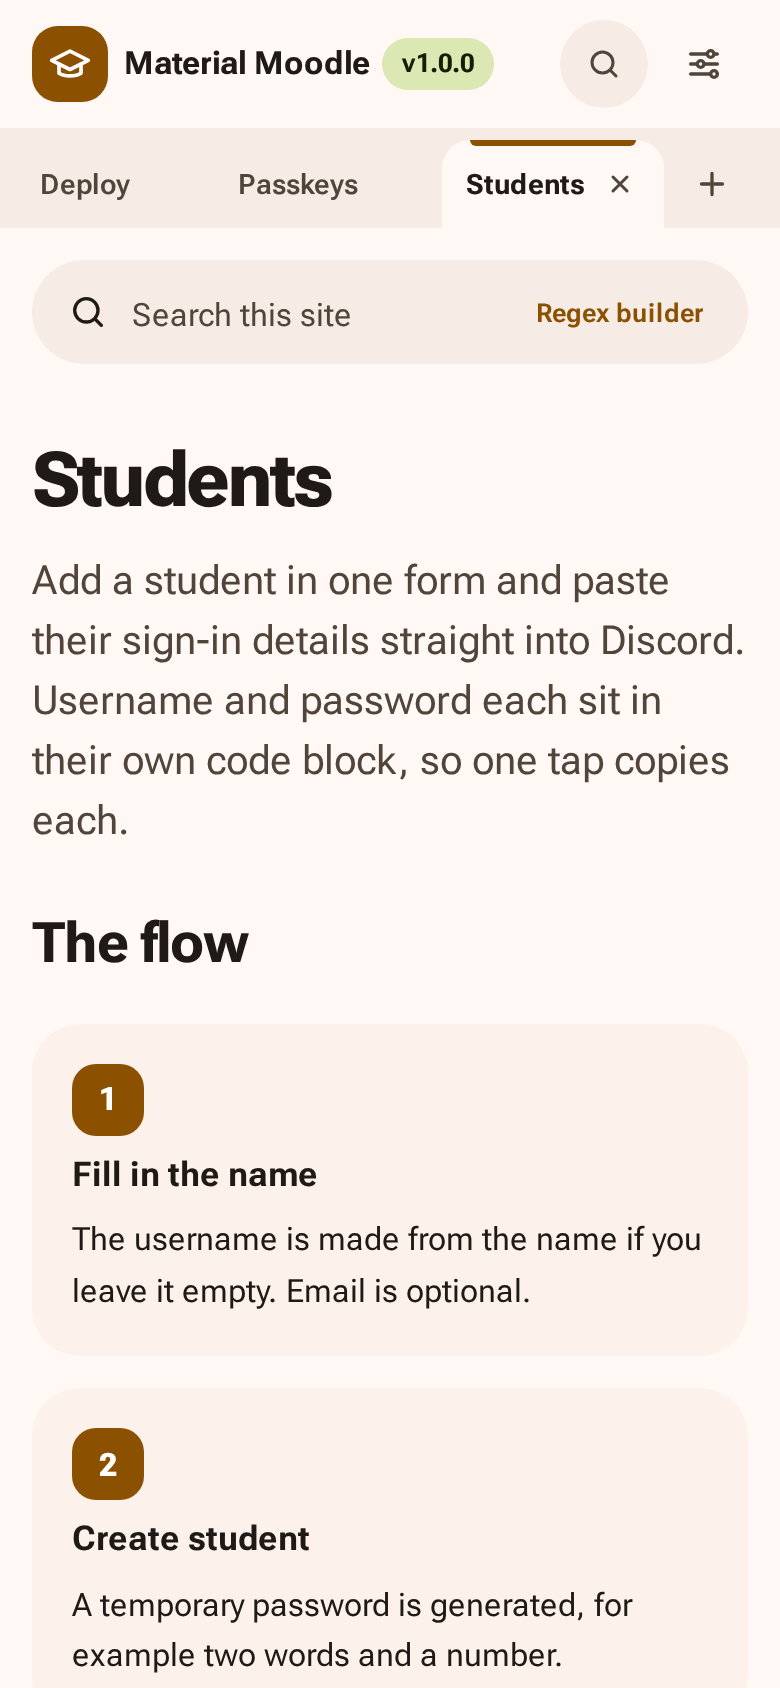 Material Moodle v1.0.0
Deploy Passkeys Students
Search this site Regex builder
Students
Add a student in one form and paste
their sign-in details straight into Discord.
Username and password each sit in
their own code block, so one tap copies
each.
The flow
1
Fill in the name
The username is made from the name if you
leave it empty. Email is optional.
2
Create student
A temporary password is generated, for
example two words and a number.